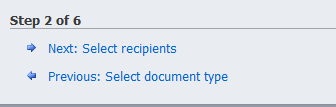 Step 2 of 6
Next: Select recipients
Previous: Select document type